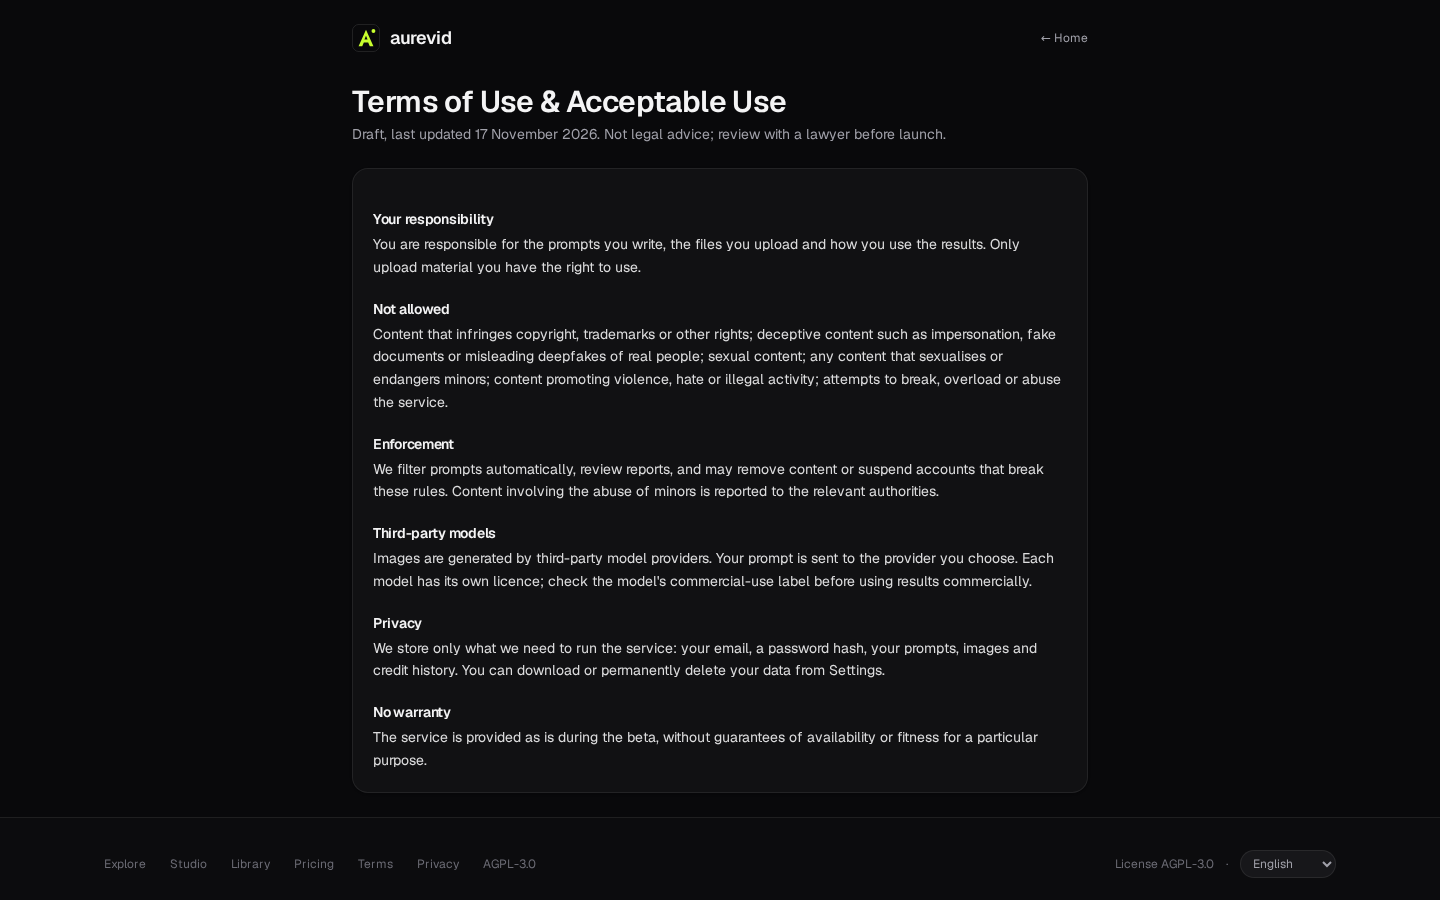 aurevid
← Home
Terms of Use & Acceptable Use
Draft, last updated 17 November 2026. Not legal advice; review with a lawyer before launch.
Your responsibility
You are responsible for the prompts you write, the files you upload and how you use the results. Only
upload material you have the right to use.
Not allowed
Content that infringes copyright, trademarks or other rights; deceptive content such as impersonation, fake
documents or misleading deepfakes of real people; sexual content; any content that sexualises or
endangers minors; content promoting violence, hate or illegal activity; attempts to break, overload or abuse
the service.
Enforcement
We filter prompts automatically, review reports, and may remove content or suspend accounts that break
these rules. Content involving the abuse of minors is reported to the relevant authorities.
Third-party models
Images are generated by third-party model providers. Your prompt is sent to the provider you choose. Each
model has its own licence; check the model's commercial-use label before using results commercially.
Privacy
We store only what we need to run the service: your email, a password hash, your prompts, images and
credit history. You can download or permanently delete your data from Settings.
No warranty
The service is provided as is during the beta, without guarantees of availability or fitness for a particular
purpose.
Explore Studio Library Pricing Terms Privacy AGPL-3.0
License AGPL-3.0 · English